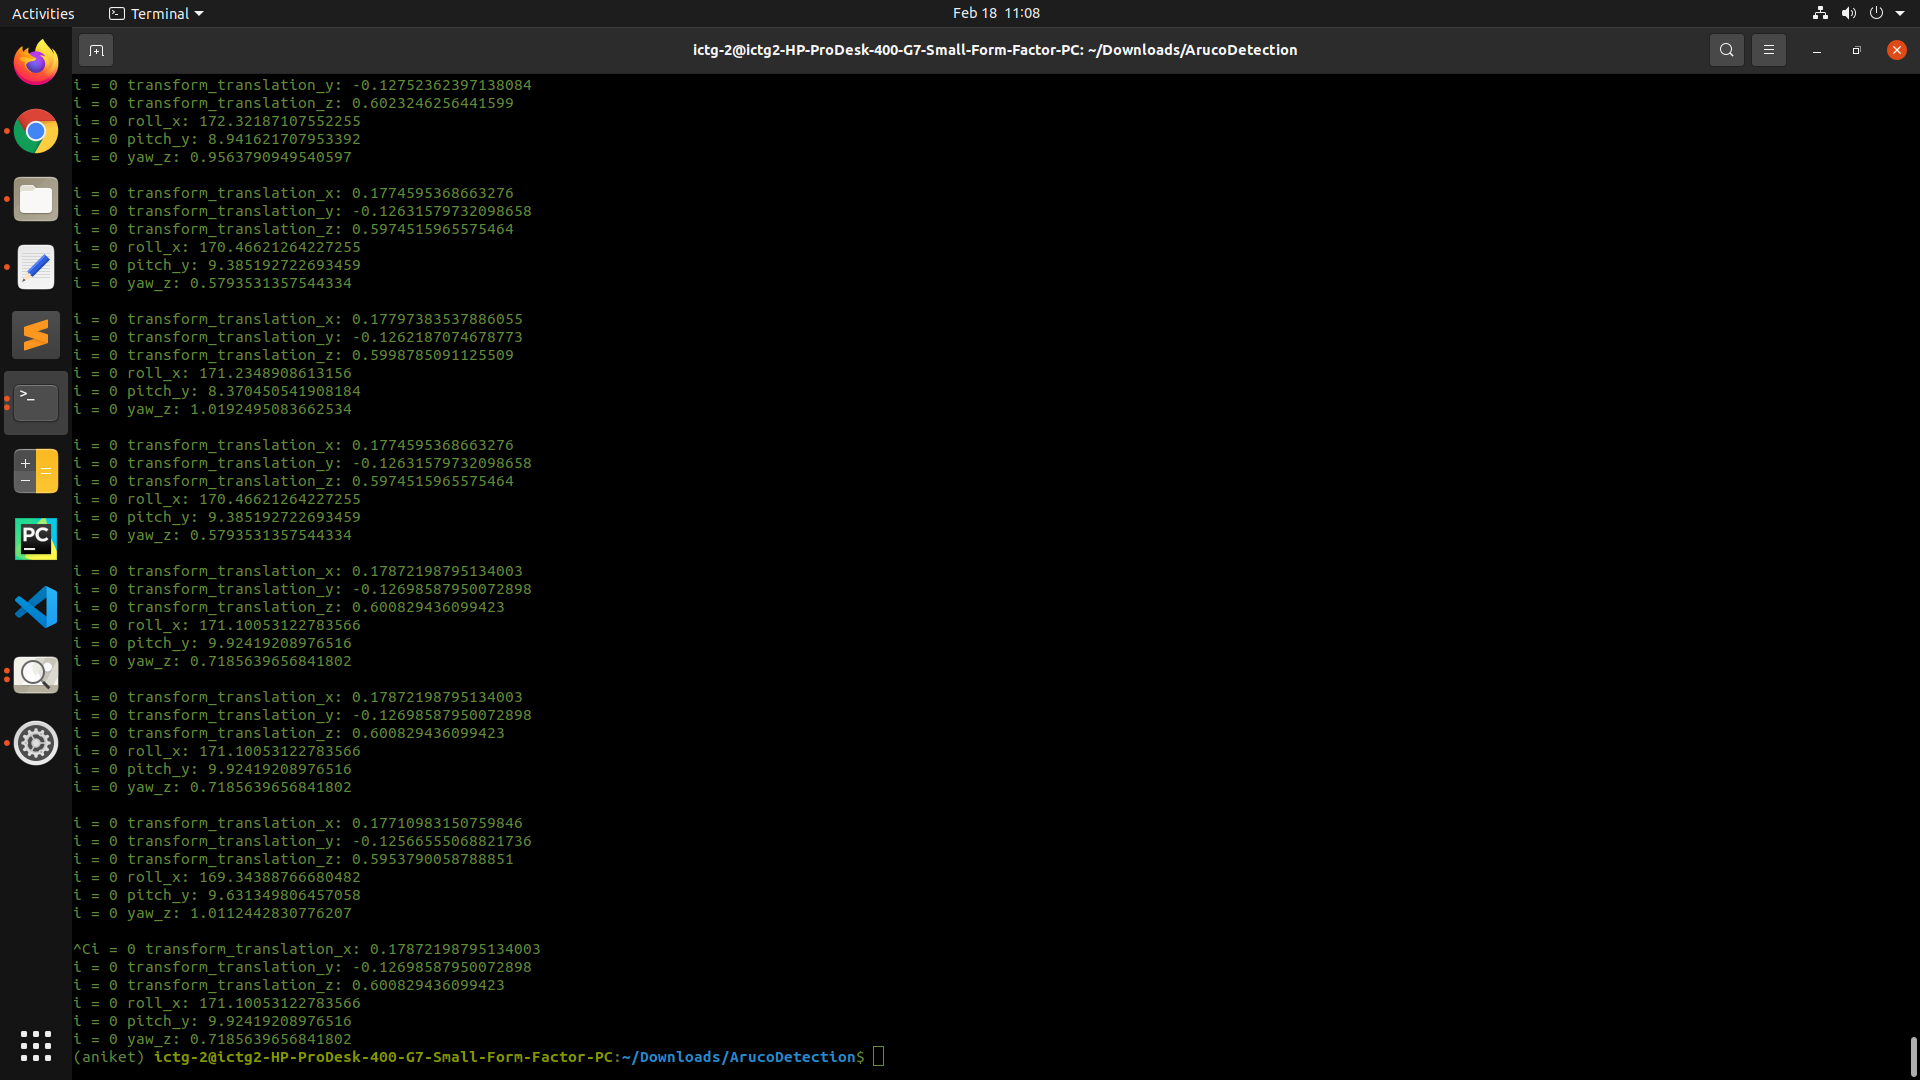 Activities
Terminal
Feb 18 11:08
ictg-2@ictg2-HP-ProDesk-400-G7-Small-Form-Factor-PC: ~/Downloads/ArucoDetection
i = 0 transform_translation_y: -0.12752362397138084
i = 0 transform_translation_z: 0.6023246256441599
i = 0 roll_x: 172.32187107552255
i = 0 pitch_y: 8.941621707953392
i = 0 yaw_z: 0.9563790949540597
i = 0 transform_translation_x: 0.1774595368663276
i = 0 transform_translation_y: -0.12631579732098658
i = 0 transform_translation_z: 0.5974515965575464
i = 0 roll_x: 170.46621264227255
i = 0 pitch_y: 9.385192722693459
i = 0 yaw_z: 0.5793531357544334
i = 0 transform_translation_x: 0.17797383537886055
i = 0 transform_translation_y: -0.1262187074678773
i = 0 transform_translation_z: 0.5998785091125509
i = 0 roll_x: 171.2348908613156
i = 0 pitch_y: 8.370450541908184
i = 0 yaw_z: 1.0192495083662534
i = 0 transform_translation_x: 0.1774595368663276
i = 0 transform_translation_y: -0.12631579732098658
i = 0 transform_translation_z: 0.5974515965575464
i = 0 roll_x: 170.46621264227255
i = 0 pitch_y: 9.385192722693459
i = 0 yaw_z: 0.5793531357544334
i = 0 transform_translation_x: 0.17872198795134003
i = 0 transform_translation_y: -0.12698587950072898
i = 0 transform_translation_z: 0.600829436099423
i = 0 roll_x: 171.10053122783566
i = 0 pitch_y: 9.92419208976516
i = 0 yaw_z: 0.7185639656841802
i = 0 transform_translation_x: 0.17872198795134003
i = 0 transform_translation_y: -0.12698587950072898
i = 0 transform_translation_z: 0.600829436099423
i = 0 roll_x: 171.10053122783566
i = 0 pitch_y: 9.92419208976516
i = 0 yaw_z: 0.7185639656841802
i = 0 transform_translation_x: 0.17710983150759846
i = 0 transform_translation_y: -0.12566555068821736
i = 0 transform_translation_z: 0.5953790058788851
i = 0 roll_x: 169.34388766680482
i = 0 pitch_y: 9.631349806457058
i = 0 yaw_z: 1.0112442830776207
^Ci = 0 transform_translation_x: 0.17872198795134003
i = 0 transform_translation_y: -0.12698587950072898
i = 0 transform_translation_z: 0.600829436099423
i = 0 roll_x: 171.10053122783566
i = 0 pitch_y: 9.92419208976516
i = 0 yaw_z: 0.7185639656841802
(aniket) ictg-2@ictg2-HP-ProDesk-400-G7-Small-Form-Factor-PC:~/Downloads/ArucoDetection$
>_
PC